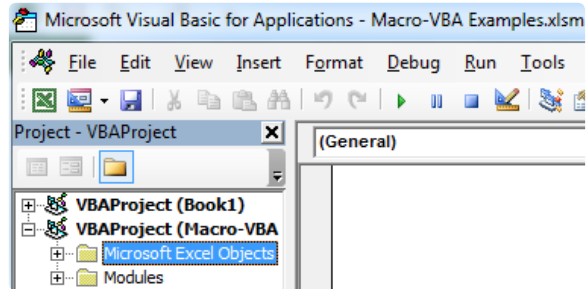 Microsoft Visual Basic for Applications - Macro-VBA Examples.xlsm
File Edit View Insert Format Debug Run Tools
Project - VBAProject
(General)
VBAProject (Book1)
VBAProject (Macro-VBA
Microsoft Excel Objects
Modules